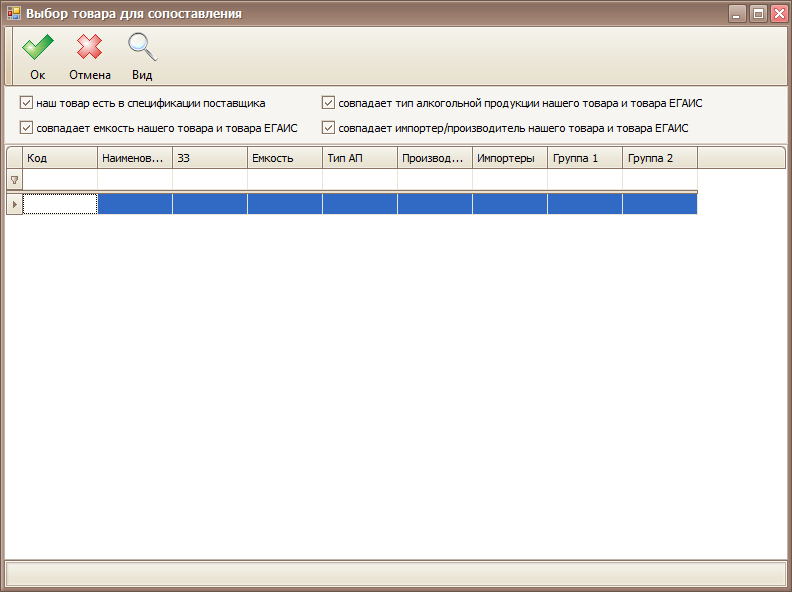 Выбор товара для сопоставления
Ок Отмена Вид
наш товар есть в спецификации поставщика совпадает тип алкогольной продукции нашего товара и товара ЕГАИС
совпадает емкость нашего товара и товара ЕГАИС совпадает импортер/производитель нашего товара и товара ЕГАИС
Код Наименов... ЗЗ Емкость Тип АП Производ... Импортеры Группа 1 Группа 2